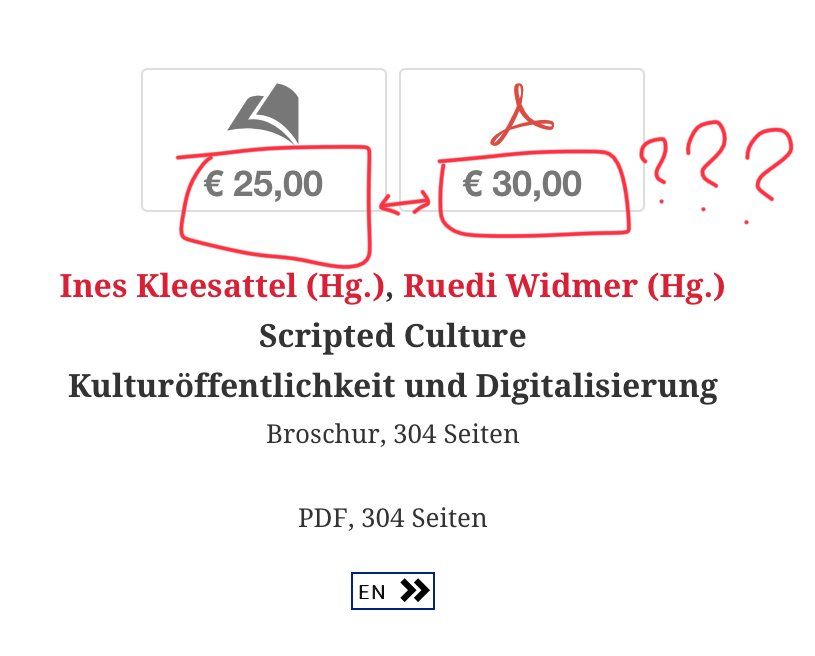 € 25,00
€ 30,00
???
Ines Kleesattel (Hg.), Ruedi Widmer (Hg.)
Scripted Culture
Kulturöffentlichkeit und Digitalisierung
Broschur, 304 Seiten
PDF, 304 Seiten
EN